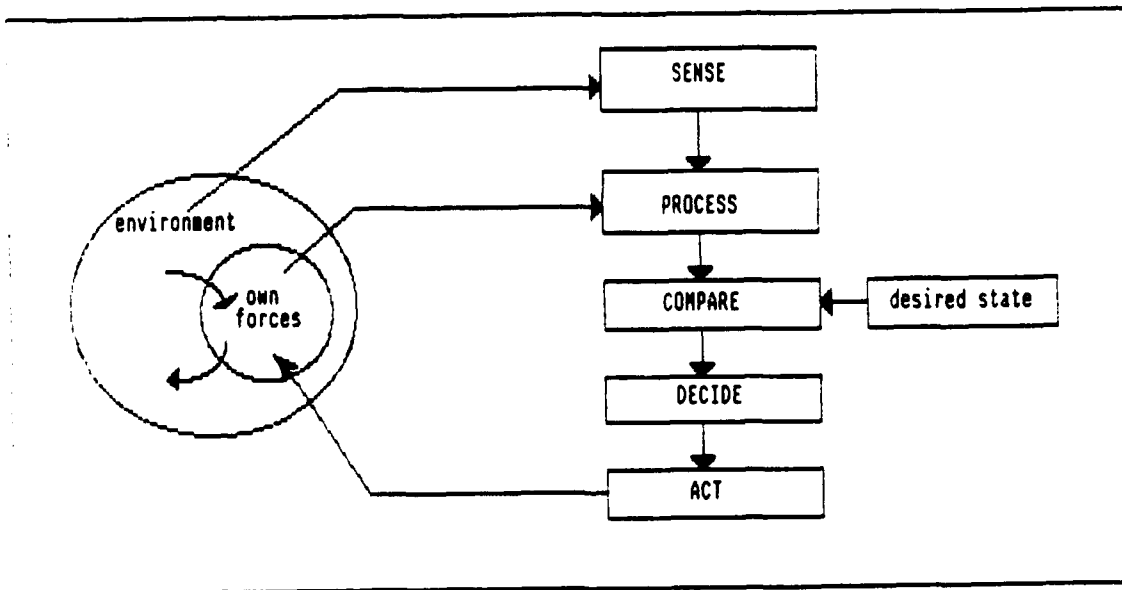 SENSE
PROCESS
environment
own
forces
COMPARE
desired state
DECIDE
ACT